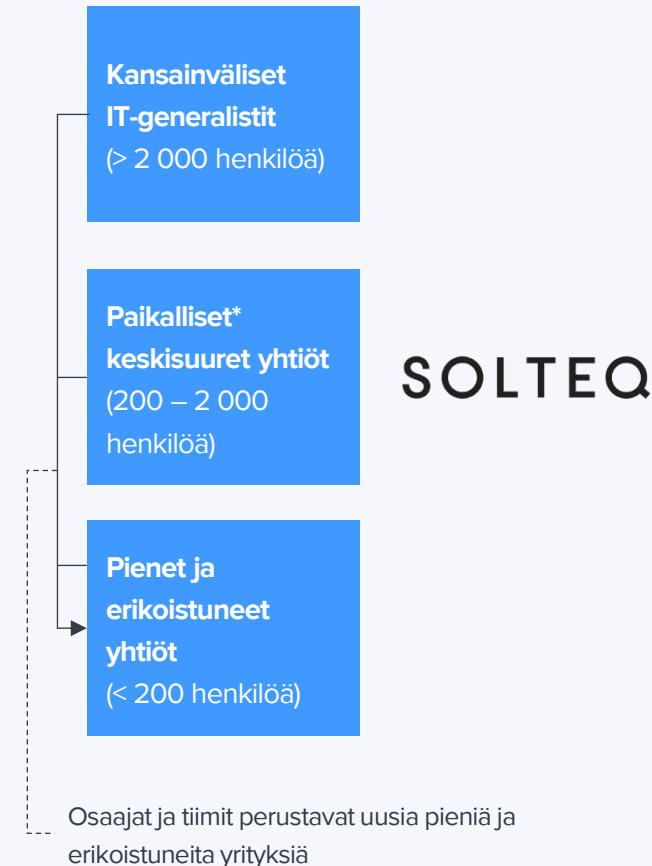 Kansainväliset
IT-generalistit
(> 2 000 henkilöä)
Paikalliset*
keskisuuret yhtiöt
(200 – 2 000
henkilöä)
SOLTEQ
Pienet ja
erikoistuneet
yhtiöt
(< 200 henkilöä)
Osaajat ja tiimit perustavat uusia pieniä ja
erikoistuneita yrityksiä